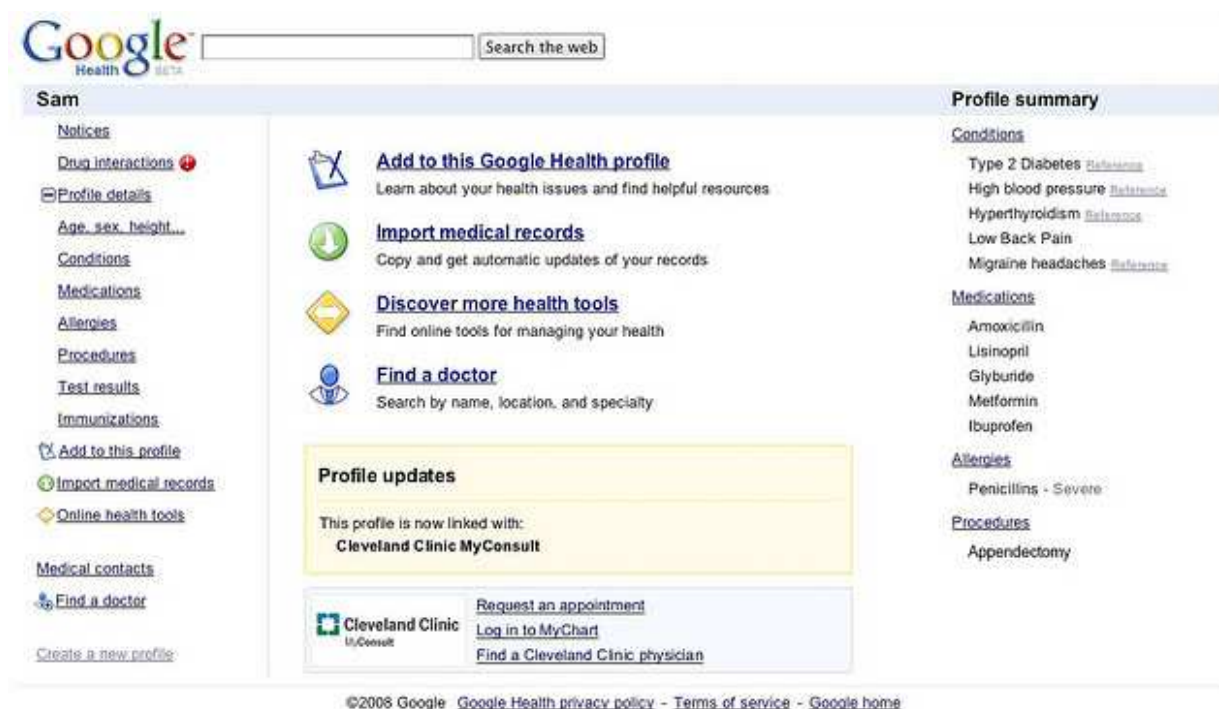 Google
Health BETA
Search the web
Sam
Notices
Drug interactions
Profile details
Age, sex, height...
Conditions
Medications
Allergies
Procedures
Test results
Immunizations
Add to this profile
Import medical records
Online health tools
Medical contacts
Find a doctor
Create a new profile
Add to this Google Health profile
Learn about your health issues and find helpful resources
Import medical records
Copy and get automatic updates of your records
Discover more health tools
Find online tools for managing your health
Find a doctor
Search by name, location, and specialty
Profile updates
This profile is now linked with:
Cleveland Clinic MyConsult
Cleveland Clinic
MyConsult
Request an appointment
Log in to MyChart
Find a Cleveland Clinic physician
Profile summary
Conditions
Type 2 Diabetes Reference
High blood pressure Reference
Hyperthyroidism Reference
Low Back Pain
Migraine headaches Reference
Medications
Amoxicillin
Lisinopril
Glyburide
Metformin
Ibuprofen
Allergies
Penicillins - Severe
Procedures
Appendectomy
©2008 Google Google Health privacy policy - Terms of service - Google home